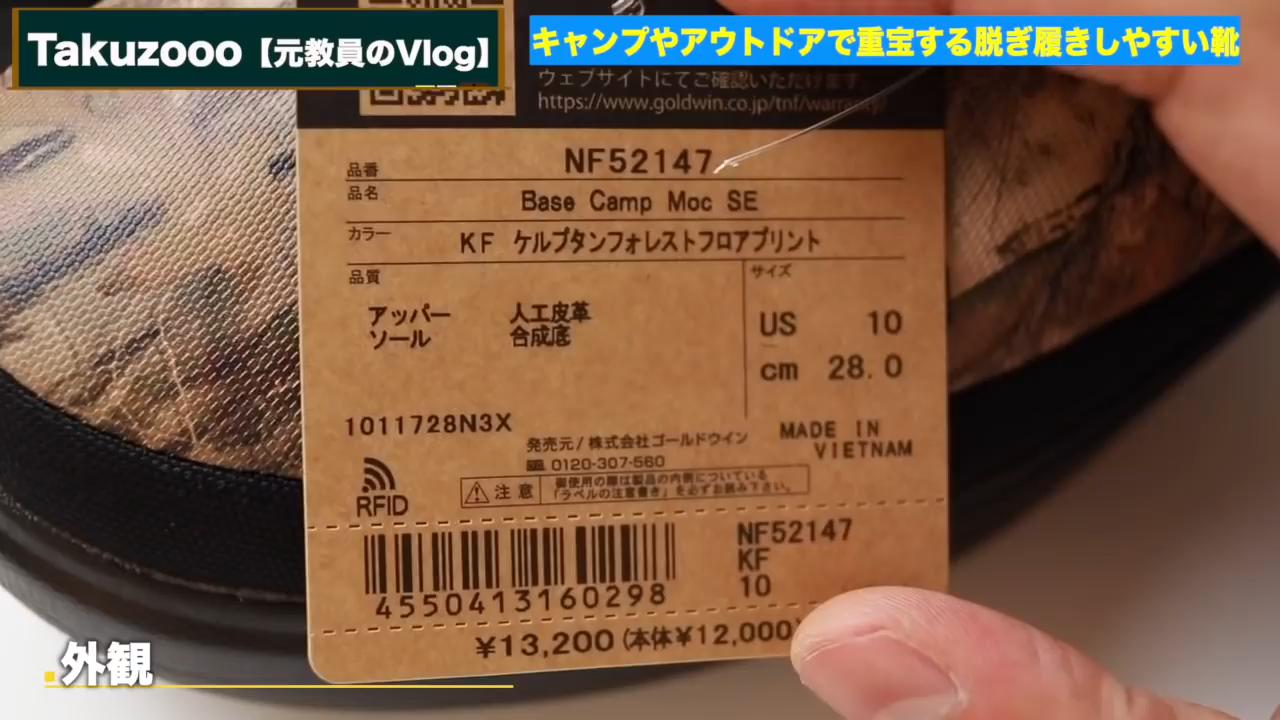 Takuzooo【元教員のVlog】
キャンプやアウトドアで重宝する脱ぎ履きしやすい靴
ウェブサイトにてご確認いただけます。
https://www.goldwin.co.jp/tnf/warranty/
品番 NF52147
品名 Base Camp Moc SE
カラー KF ケルプタンフォレストフロアプリント
品質
サイズ
アッパー 人工皮革
ソール 合成底
US 10
cm 28.0
1011728N3X
発売元/株式会社ゴールドウイン
0120-307-560
MADE IN
VIETNAM
RFID
注意
御使用の際は製品の内側についている
「ラベルの注意書き」を必ずお読み下さい。
4550413160298
NF52147
KF
10
¥13,200(本体¥12,000)
外観